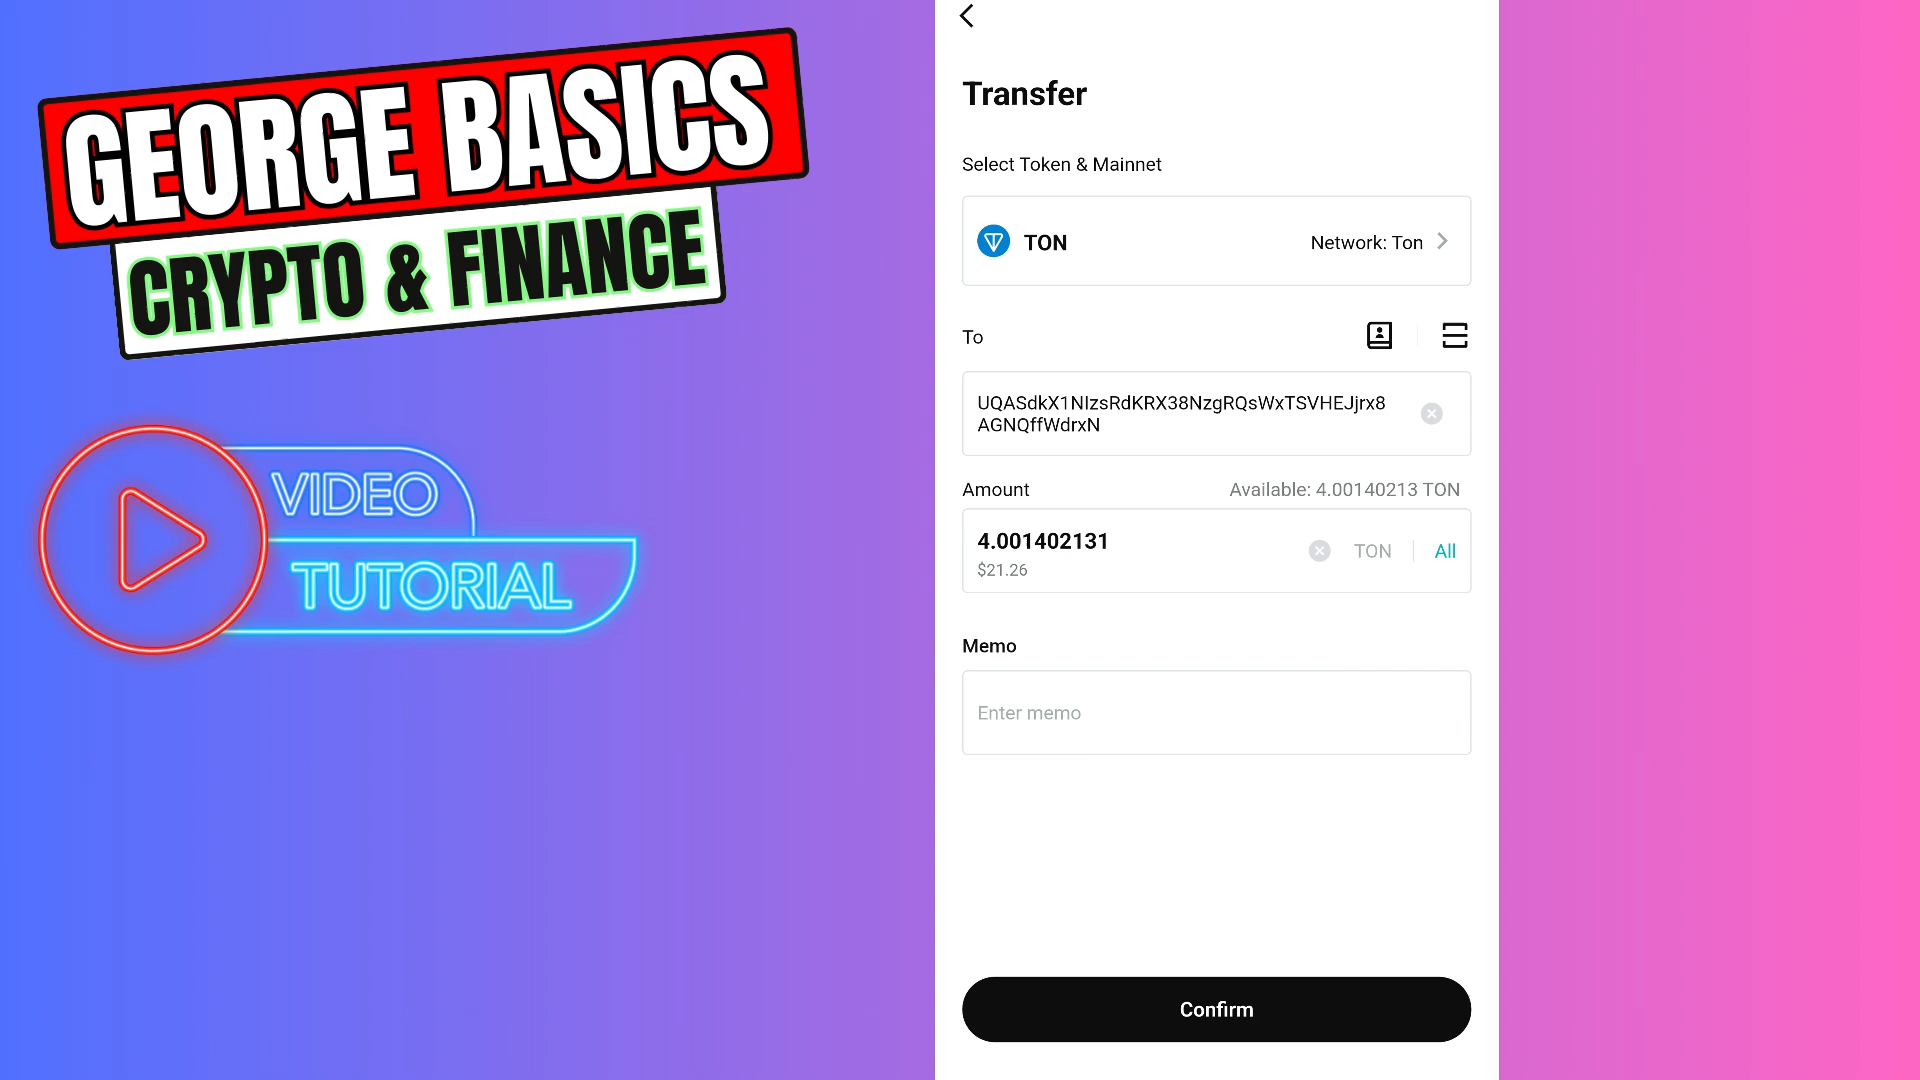 GEORGE BASICS
CRYPTO & FINANCE
VIDEO
TUTORIAL
Transfer
Select Token & Mainnet
TON
Network: Ton
To
UQASdkX1NlzsRdKRX38NzgRQsWxTSVHEJjrx8
AGNQffWdrxN
Amount
Available: 4.00140213 TON
4.001402131
TON
All
$21.26
Memo
Enter memo
Confirm